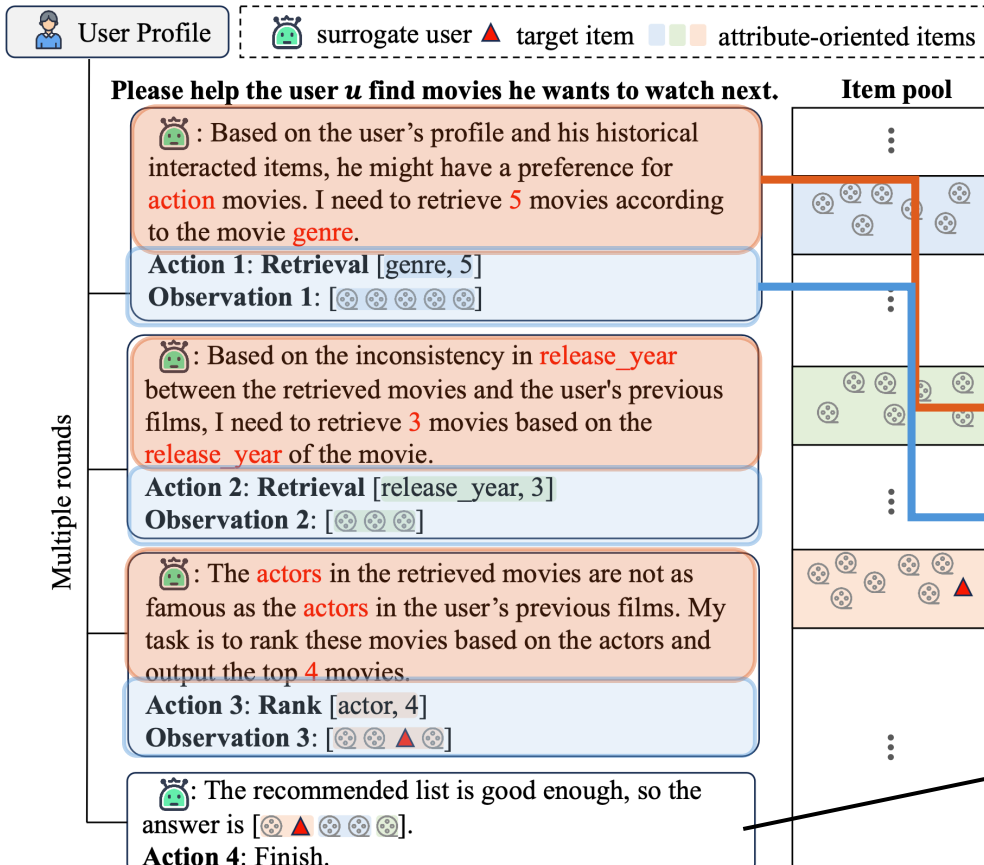 User Profile
surrogate user target item attribute-oriented items
Please help the user u find movies he wants to watch next.
Item pool
: Based on the user's profile and his historical
interacted items, he might have a preference for
action movies. I need to retrieve 5 movies according
to the movie genre.
Action 1: Retrieval [genre, 5]
Observation 1: [ ]
: Based on the inconsistency in release_year
between the retrieved movies and the user's previous
films, I need to retrieve 3 movies based on the
release_year of the movie.
Action 2: Retrieval [release_year, 3]
Observation 2: [ ]
: The actors in the retrieved movies are not as
famous as the actors in the user's previous films. My
task is to rank these movies based on the actors and
output the top 4 movies.
Action 3: Rank [actor, 4]
Observation 3: [ ]
: The recommended list is good enough, so the
answer is [ ].
Action 4: Finish.
Multiple rounds